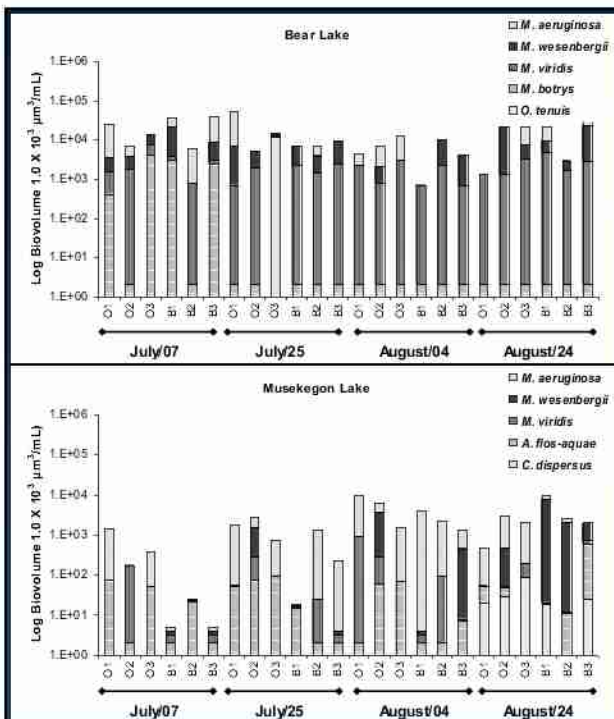 Bear Lake
M. aeruginosa
M. wesenbergii
M. viridis
M. botrys
O. tenuis
Log Biovolume 1.0 X 10³ µm³/mL)
1.E+06
1.E+05
1.E+04
1.E+03
1.E+02
1.E+01
1.E+00
O1 O2 O3 B1 B2 B3 O1 O2 O3 B1 B2 B3 O1 O2 O3 B1 B2 B3 O1 O2 O3 B1 B2 B3
July/07 July/25 August/04 August/24
Musekegon Lake
M. aeruginosa
M. wesenbergii
M. viridis
A. flos-aquae
C. dispersus
Log Biovolume 1.0 X 10³ µm³/mL)
1.E+06
1.E+05
1.E+04
1.E+03
1.E+02
1.E+01
1.E+00
O1 O2 O3 B1 B2 B3 O1 O2 O3 B1 B2 B3 O1 O2 O3 B1 B2 B3 O1 O2 O3 B1 B2 B3
July/07 July/25 August/04 August/24